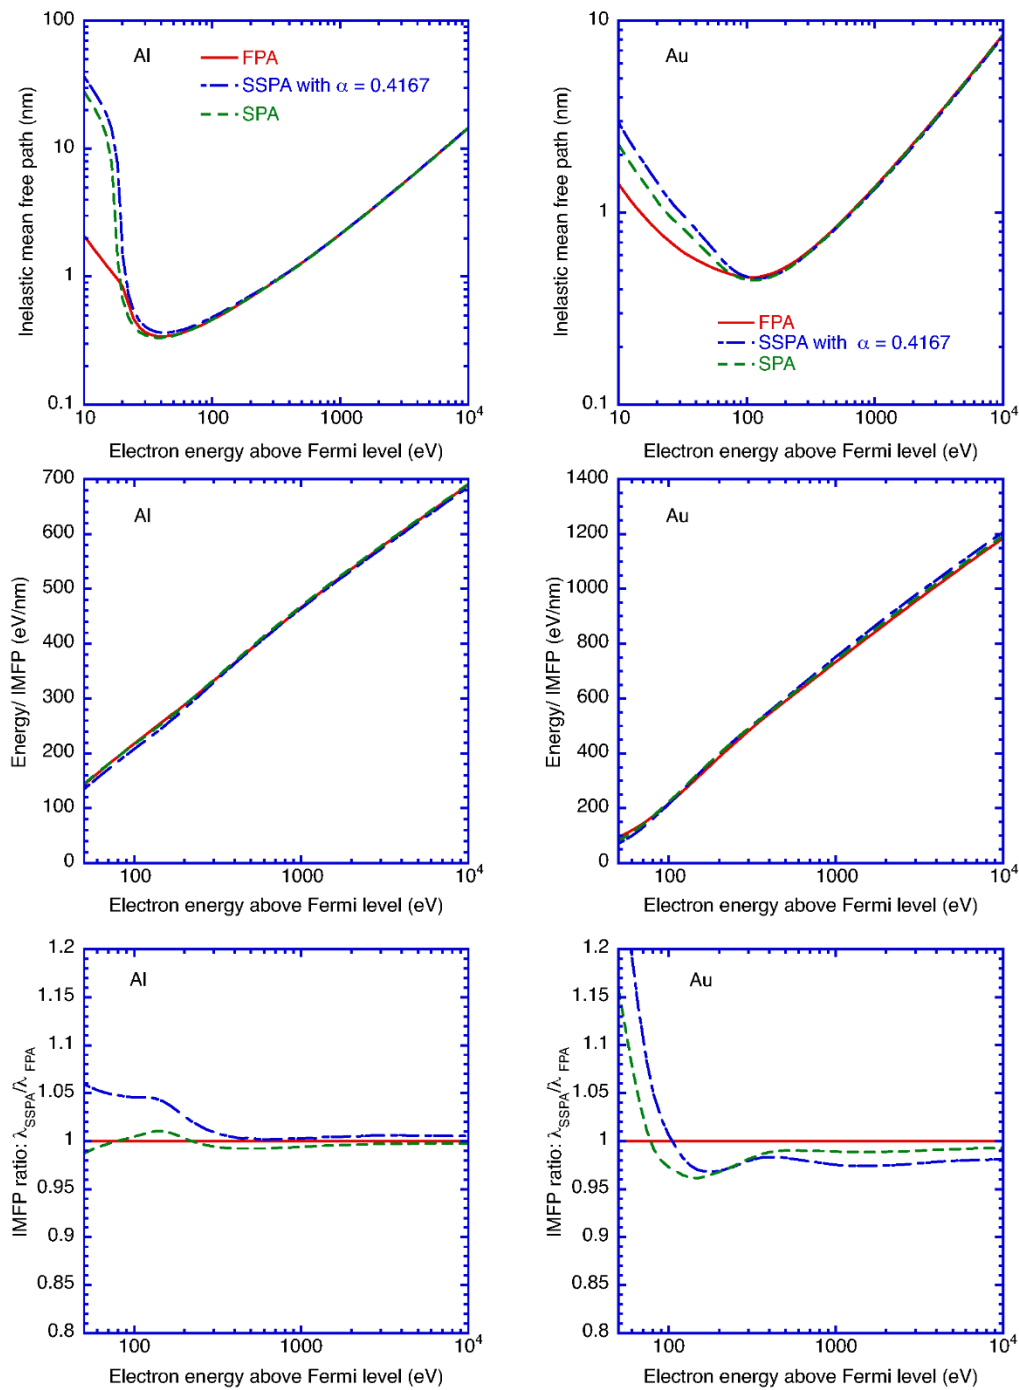 Al
FPA
SSPA with α = 0.4167
SPA
Inelastic mean free path (nm)
100
10
1
0.1
10
100
1000
10⁴
Electron energy above Fermi level (eV)
Au
FPA
SSPA with α = 0.4167
SPA
Inelastic mean free path (nm)
10
1
0.1
10
100
1000
10⁴
Electron energy above Fermi level (eV)
Al
Energy/ IMFP (eV/nm)
700
600
500
400
300
200
100
0
100
1000
10⁴
Electron energy above Fermi level (eV)
Au
Energy/ IMFP (eV/nm)
1400
1200
1000
800
600
400
200
0
100
1000
10⁴
Electron energy above Fermi level (eV)
Al
IMFP ratio: λSSPA/λ FPA
1.2
1.15
1.1
1.05
1
0.95
0.9
0.85
0.8
100
1000
10⁴
Electron energy above Fermi level (eV)
Au
IMFP ratio: λSSPA/λ FPA
1.2
1.15
1.1
1.05
1
0.95
0.9
0.85
0.8
100
1000
10⁴
Electron energy above Fermi level (eV)